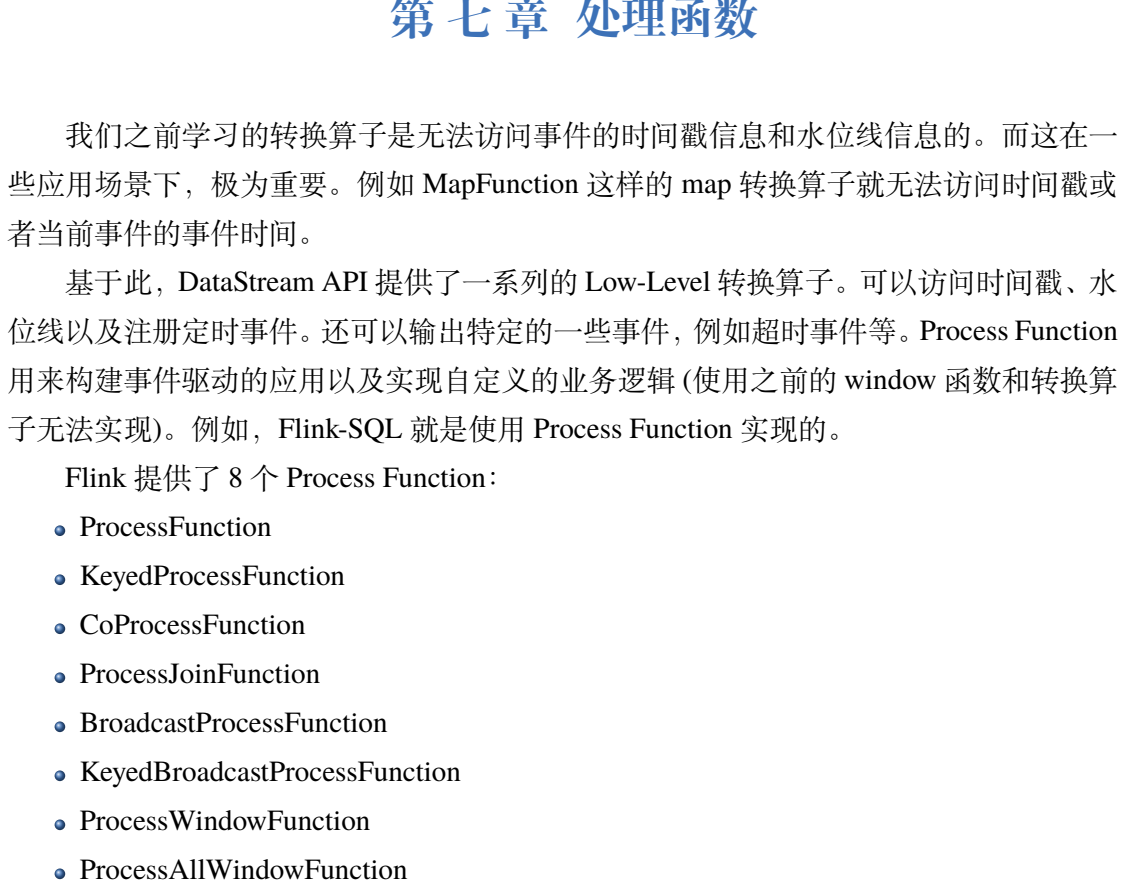 第七章 处理函数
我们之前学习的转换算子是无法访问事件的时间戳信息和水位线信息的。而这在一
些应用场景下，极为重要。例如 MapFunction 这样的 map 转换算子就无法访问时间戳或
者当前事件的事件时间。
基于此，DataStream API 提供了一系列的 Low-Level 转换算子。可以访问时间戳、水
位线以及注册定时事件。还可以输出特定的一些事件，例如超时事件等。Process Function
用来构建事件驱动的应用以及实现自定义的业务逻辑 (使用之前的 window 函数和转换算
子无法实现)。例如，Flink-SQL 就是使用 Process Function 实现的。
Flink 提供了 8 个 Process Function：
ProcessFunction
KeyedProcessFunction
CoProcessFunction
ProcessJoinFunction
BroadcastProcessFunction
KeyedBroadcastProcessFunction
ProcessWindowFunction
ProcessAllWindowFunction